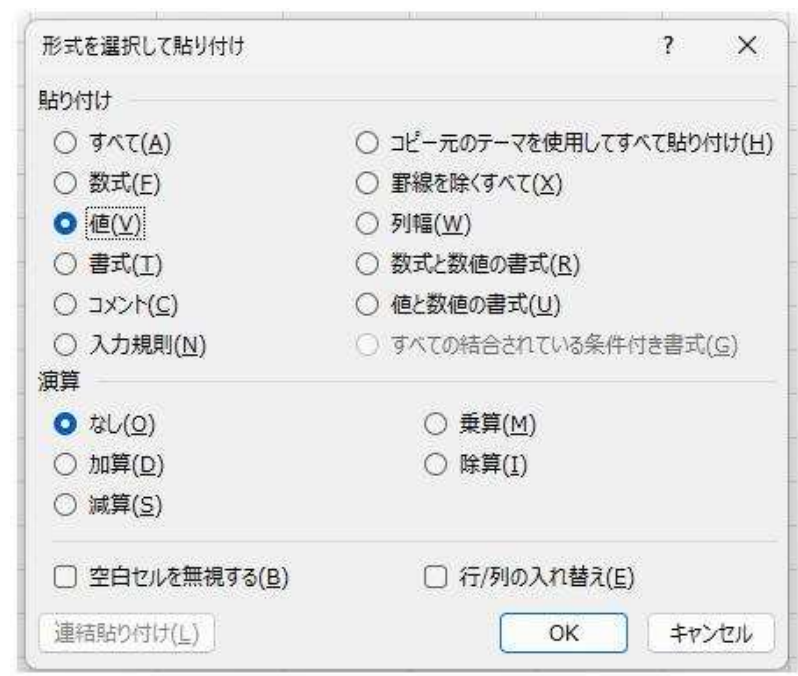 形式を選択して貼り付け ?
貼り付け
すべて(A) コピー元のテーマを使用してすべて貼り付け(H)
数式(F) 罫線を除くすべて(X)
値(V) 列幅(W)
書式(T) 数式と数値の書式(R)
コメント(C) 値と数値の書式(U)
入力規則(N) すべての結合されている条件付き書式(G)
演算
なし(O) 乗算(M)
加算(D) 除算(I)
減算(S)
空白セルを無視する(B) 行/列の入れ替え(E)
連結貼り付け(L) OK キャンセル